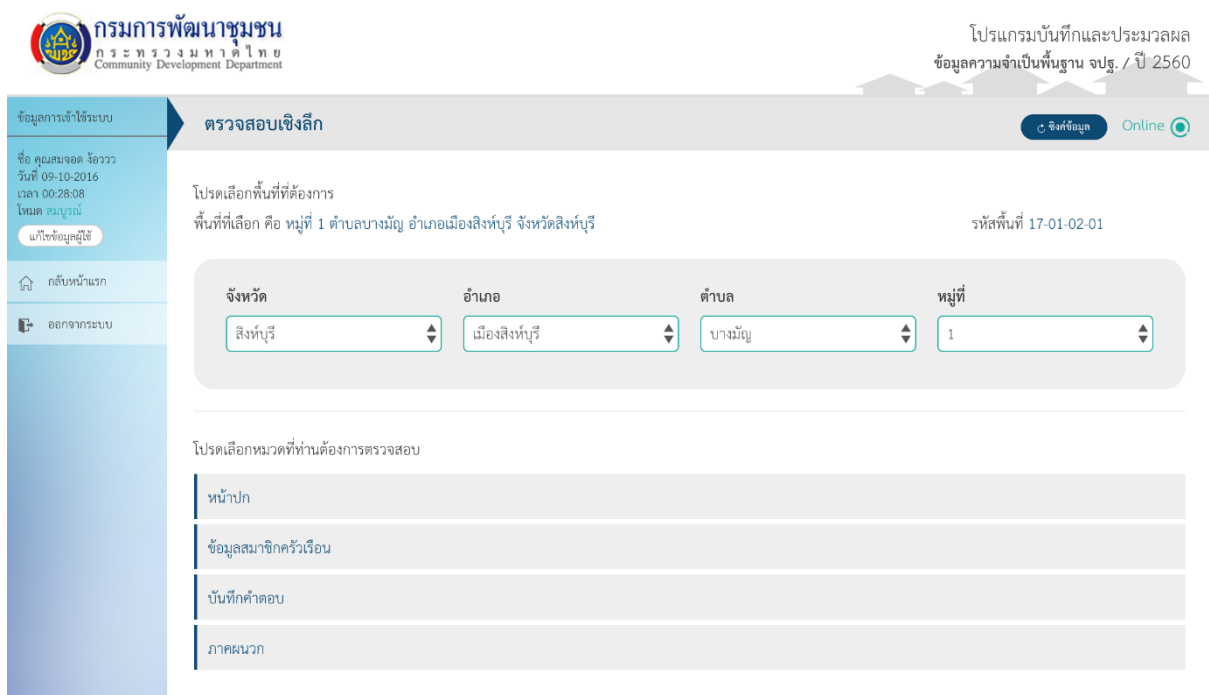 กรมการพัฒนาชุมชน
กระทรวงมหาดไทย
Community Development Department
โปรแกรมบันทึกและประมวลผล
ข้อมูลความจำเป็นพื้นฐาน จปฐ. / ปี 2560
ข้อมูลการเข้าใช้ระบบ
ตรวจสอบเชิงลึก
ซิงค์ข้อมูล
Online
ชื่อ คุณสมจอด ง้อววว
วันที่ 09-10-2016
เวลา 00:28:08
โหมด สมบูรณ์
แก้ไขข้อมูลผู้ใช้
กลับหน้าแรก
ออกจากระบบ
โปรดเลือกพื้นที่ที่ต้องการ
พื้นที่ที่เลือก คือ หมู่ที่ 1 ตำบลบางมัญ อำเภอเมืองสิงห์บุรี จังหวัดสิงห์บุรี
รหัสพื้นที่ 17-01-02-01
จังหวัด อำเภอ ตำบล หมู่ที่
สิงห์บุรี เมืองสิงห์บุรี บางมัญ 1
โปรดเลือกหมวดที่ท่านต้องการตรวจสอบ
หน้าปก
ข้อมูลสมาชิกครัวเรือน
บันทึกคำตอบ
ภาคผนวก